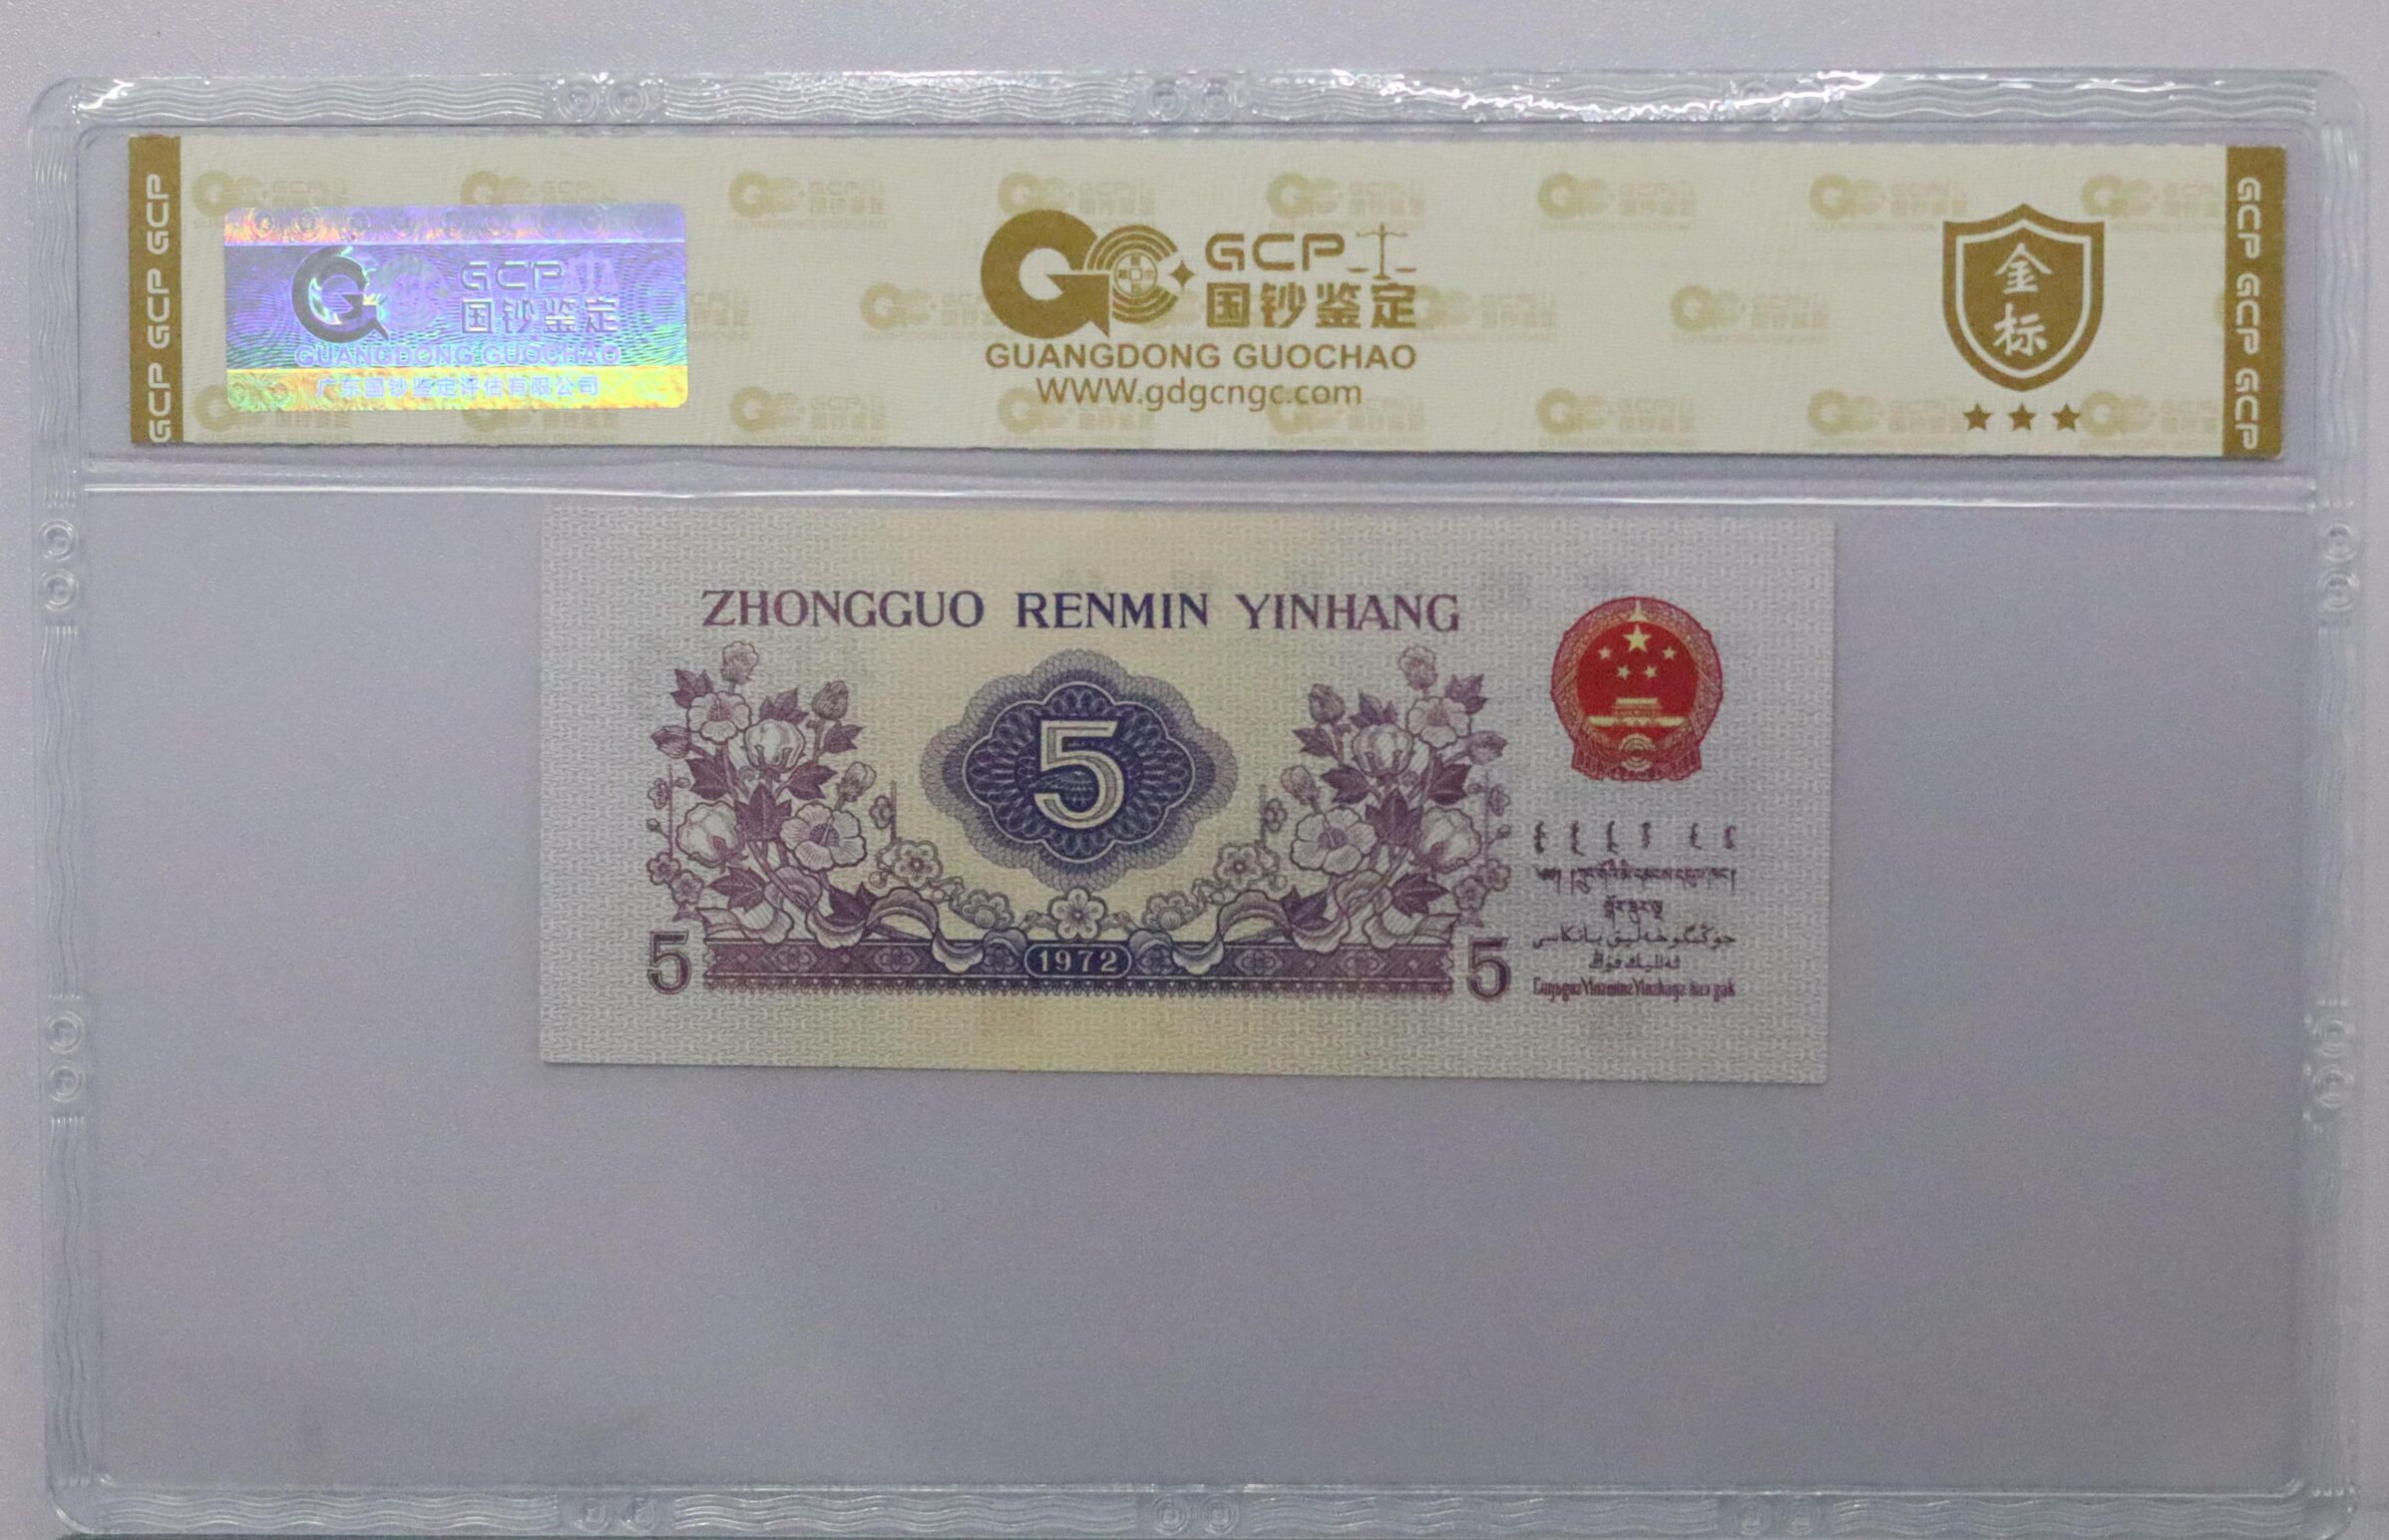 GCP GCP GCP
GCP
国钞鉴定
GUANGDONG GUOCHAO
广东国钞鉴定评估有限公司
GCP
国钞鉴定
GUANGDONG GUOCHAO
WWW.gdgcngc.com
金
标
GCP GCP GCP
ZHONGGUO RENMIN YINHANG
5
5
1972
5